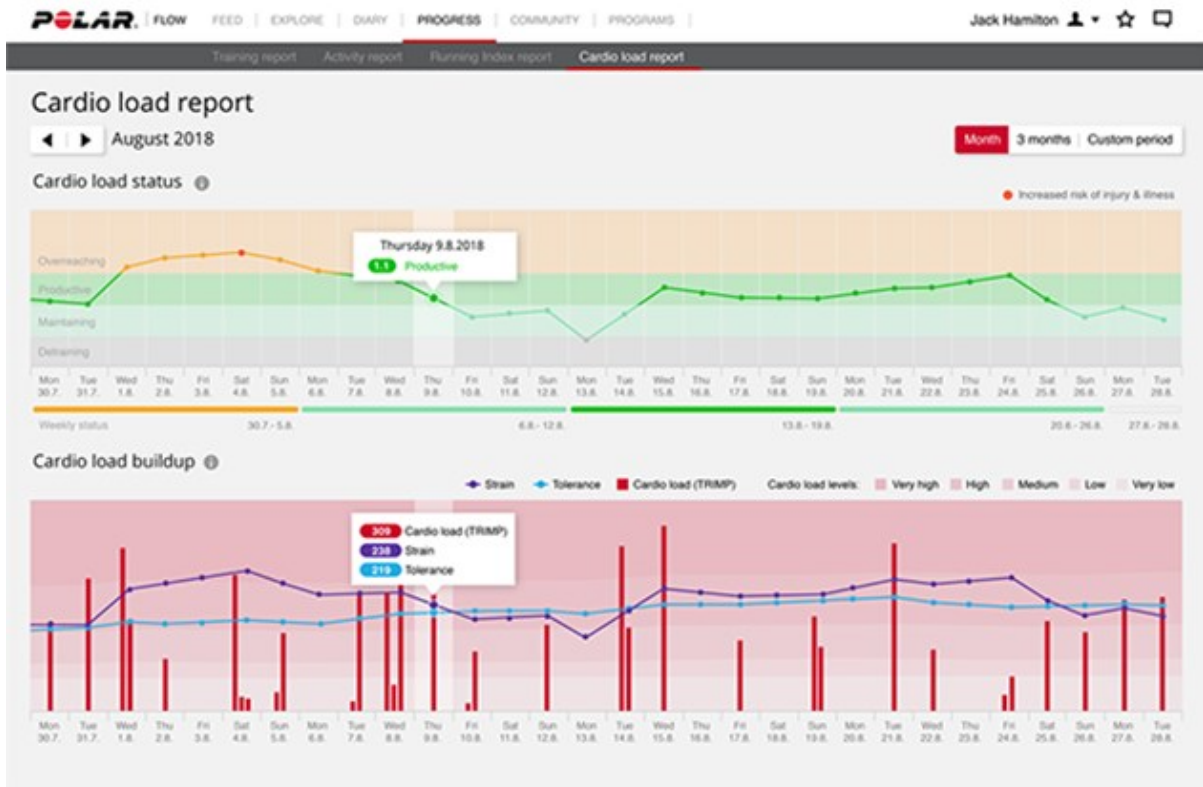 POLAR. FLOW FEED EXPLORE DIARY PROGRESS COMMUNITY PROGRAMS Jack Hamilton
Training report Activity report Running Index report Cardio load report
Cardio load report
August 2018 Month 3 months Custom period
Cardio load status
Increased risk of injury & illness
Thursday 9.8.2018
Overreaching 1.1 Productive
Productive
Maintaining
Detraining
Mon Tue Wed Thu Fri Sat Sun Mon Tue Wed Thu Fri Sat Sun Mon Tue Wed Thu Fri Sat Sun Mon Tue Wed Thu Fri Sat Sun Mon Tue
30.7. 31.7. 1.8. 2.8. 3.8. 4.8. 5.8. 6.8. 7.8. 8.8. 9.8. 10.8. 11.8. 12.8. 13.8. 14.8. 15.8. 16.8. 17.8. 18.8. 19.8. 20.8. 21.8. 22.8. 23.8. 24.8. 25.8. 26.8. 27.8. 28.8.
Weekly status 30.7 - 5.8. 6.8 - 12.8. 13.8 - 19.8. 20.8 - 26.8. 27.8 - 28.8.
Cardio load buildup
Strain Tolerance Cardio load (TRIMP) Cardio load levels: Very high High Medium Low Very low
309 Cardio load (TRIMP)
238 Strain
219 Tolerance
Mon Tue Wed Thu Fri Sat Sun Mon Tue Wed Thu Fri Sat Sun Mon Tue Wed Thu Fri Sat Sun Mon Tue Wed Thu Fri Sat Sun Mon Tue
30.7. 31.7. 1.8. 2.8. 3.8. 4.8. 5.8. 6.8. 7.8. 8.8. 9.8. 10.8. 11.8. 12.8. 13.8. 14.8. 15.8. 16.8. 17.8. 18.8. 19.8. 20.8. 21.8. 22.8. 23.8. 24.8. 25.8. 26.8. 27.8. 28.8.